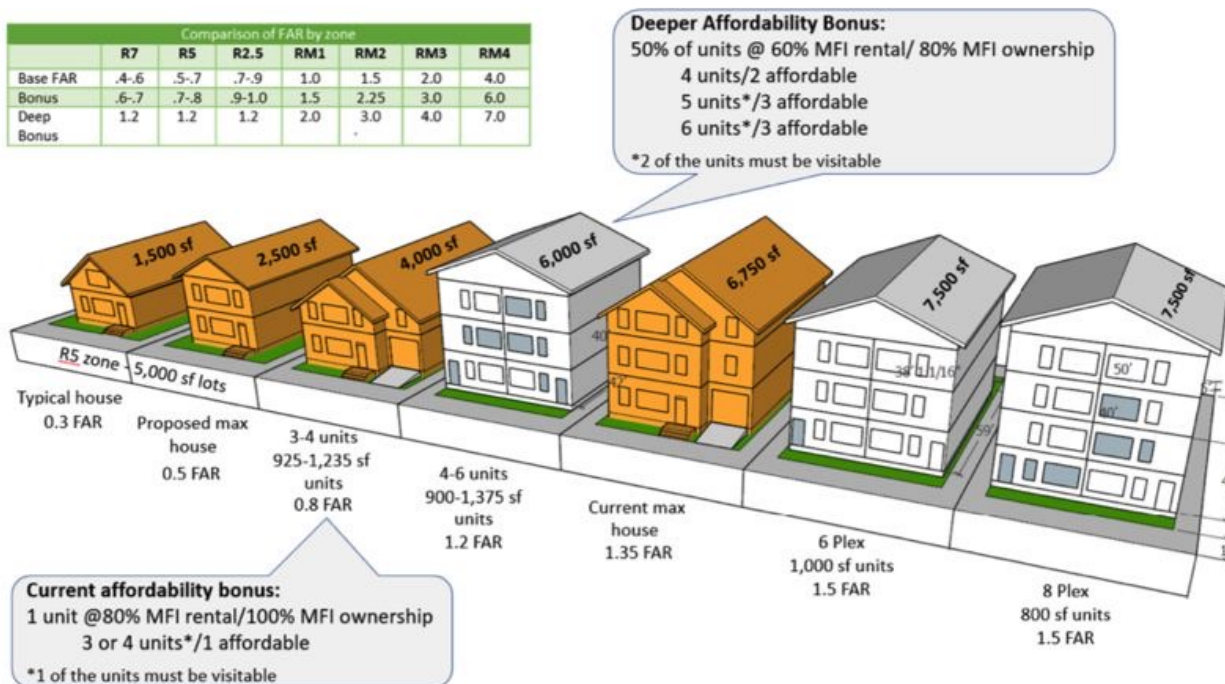 Comparison of FAR by zone
R7 R5 R2.5 RM1 RM2 RM3 RM4
Base FAR .4-.6 .5-.7 .7-.9 1.0 1.5 2.0 4.0
Bonus .6-.7 .7-.8 .9-1.0 1.5 2.25 3.0 6.0
Deep Bonus 1.2 1.2 1.2 2.0 3.0 4.0 7.0
Deeper Affordability Bonus:
50% of units @ 60% MFI rental/ 80% MFI ownership
4 units/2 affordable
5 units*/3 affordable
6 units*/3 affordable
*2 of the units must be visitable
1,500 sf
2,500 sf
4,000 sf
6,000 sf
6,750 sf
7,500 sf
7,500 sf
40'
38' 1 1/16"
59'
50'
40'
R5 zone - 5,000 sf lots
Typical house
0.3 FAR
Proposed max
house
0.5 FAR
3-4 units
925-1,235 sf
units
0.8 FAR
4-6 units
900-1,375 sf
units
1.2 FAR
Current max
house
1.35 FAR
6 Plex
1,000 sf units
1.5 FAR
8 Plex
800 sf units
1.5 FAR
Current affordability bonus:
1 unit @80% MFI rental/100% MFI ownership
3 or 4 units*/1 affordable
*1 of the units must be visitable